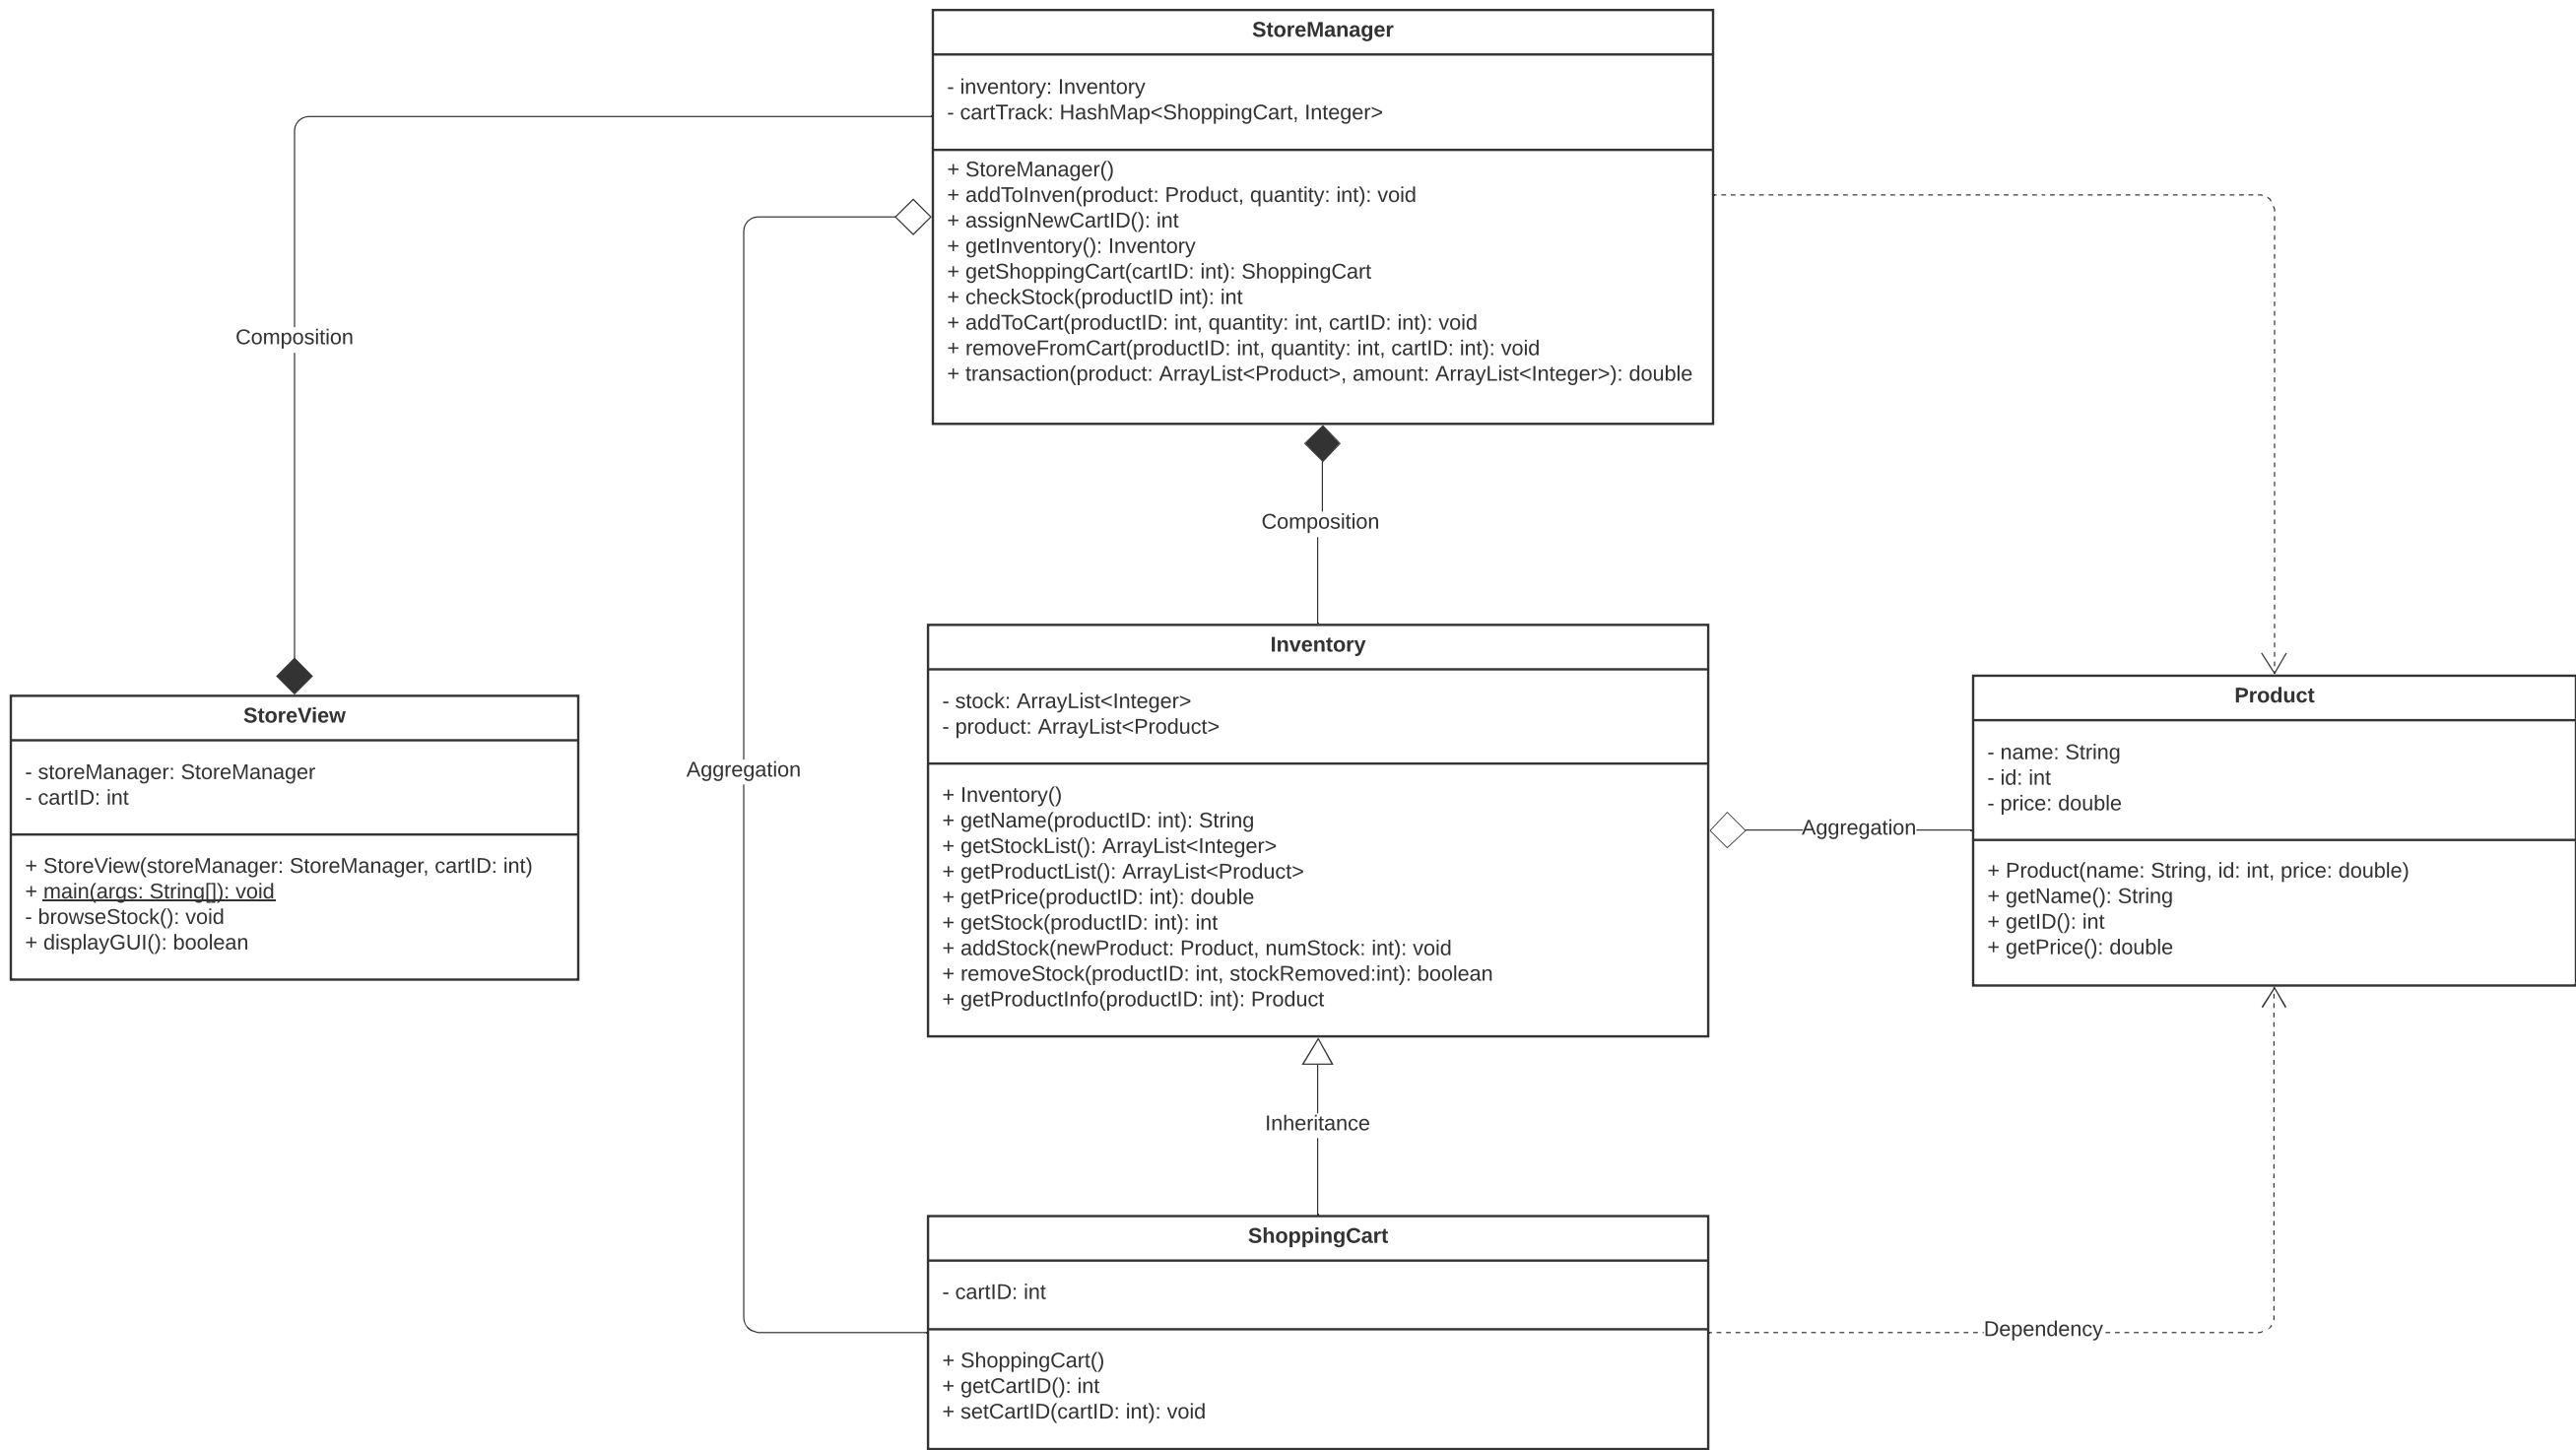 StoreManager
- inventory: Inventory
- cartTrack: HashMap<ShoppingCart, Integer>
+ StoreManager()
+ addToInven(product: Product, quantity: int): void
+ assignNewCartID(): int
+ getInventory(): Inventory
+ getShoppingCart(cartID: int): ShoppingCart
+ checkStock(productID int): int
+ addToCart(productID: int, quantity: int, cartID: int): void
+ removeFromCart(productID: int, quantity: int, cartID: int): void
+ transaction(product: ArrayList<Product>, amount: ArrayList<Integer>): double
Composition
Composition
StoreView
- storeManager: StoreManager
- cartID: int
+ StoreView(storeManager: StoreManager, cartID: int)
+ main(args: String[]): void
- browseStock(): void
+ displayGUI(): boolean
Aggregation
Inventory
- stock: ArrayList<Integer>
- product: ArrayList<Product>
+ Inventory()
+ getName(productID: int): String
+ getStockList(): ArrayList<Integer>
+ getProductList(): ArrayList<Product>
+ getPrice(productID: int): double
+ getStock(productID: int): int
+ addStock(newProduct: Product, numStock: int): void
+ removeStock(productID: int, stockRemoved:int): boolean
+ getProductInfo(productID: int): Product
Aggregation
Product
- name: String
- id: int
- price: double
+ Product(name: String, id: int, price: double)
+ getName(): String
+ getID(): int
+ getPrice(): double
Inheritance
ShoppingCart
- cartID: int
+ ShoppingCart()
+ getCartID(): int
+ setCartID(cartID: int): void
Dependency